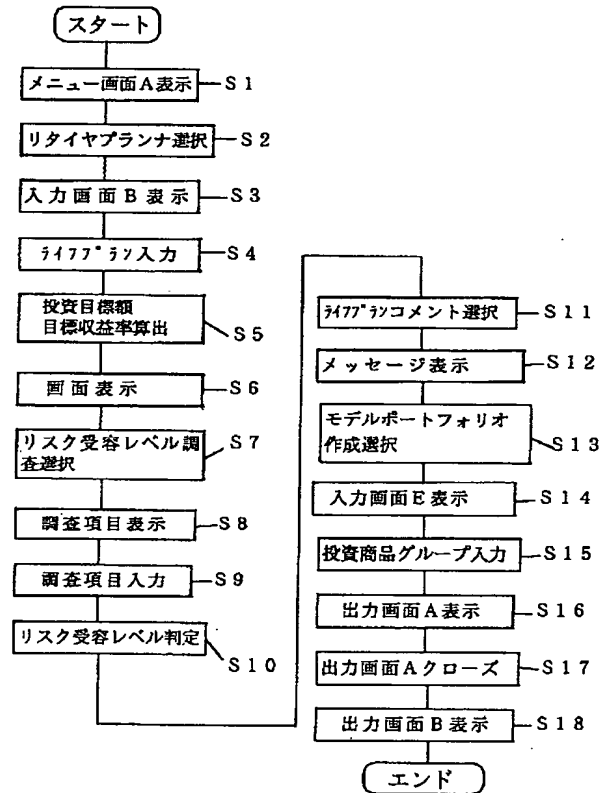 スタート
メニュー画面A表示 S1
リタイヤプランナ選択 S2
入力画面B表示 S3
ﾗｲﾌﾌﾟﾗﾝ入力 S4
投資目標額
目標収益率算出 S5
画面表示 S6
リスク受容レベル調
査選択 S7
調査項目表示 S8
調査項目入力 S9
リスク受容レベル判定 S10
ﾗｲﾌﾌﾟﾗﾝコメント選択 S11
メッセージ表示 S12
モデルポートフォリオ
作成選択 S13
入力画面E表示 S14
投資商品グループ入力 S15
出力画面A表示 S16
出力画面Aクローズ S17
出力画面B表示 S18
エンド